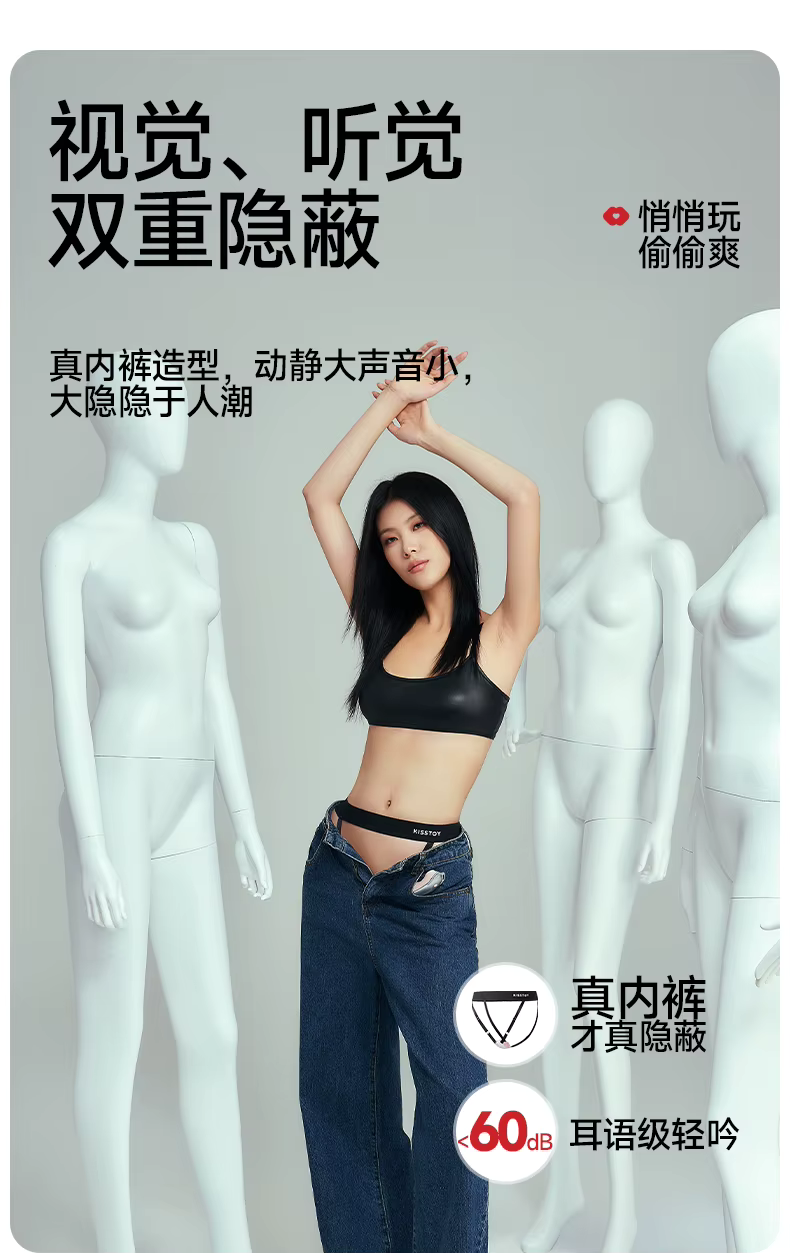 视觉、听觉
双重隐蔽
悄悄玩
偷偷爽
真内裤造型，动静大声音小，
大隐隐于人潮
KISSTOY
KISSTOY
真内裤
才真隐蔽
<60dB
耳语级轻吟